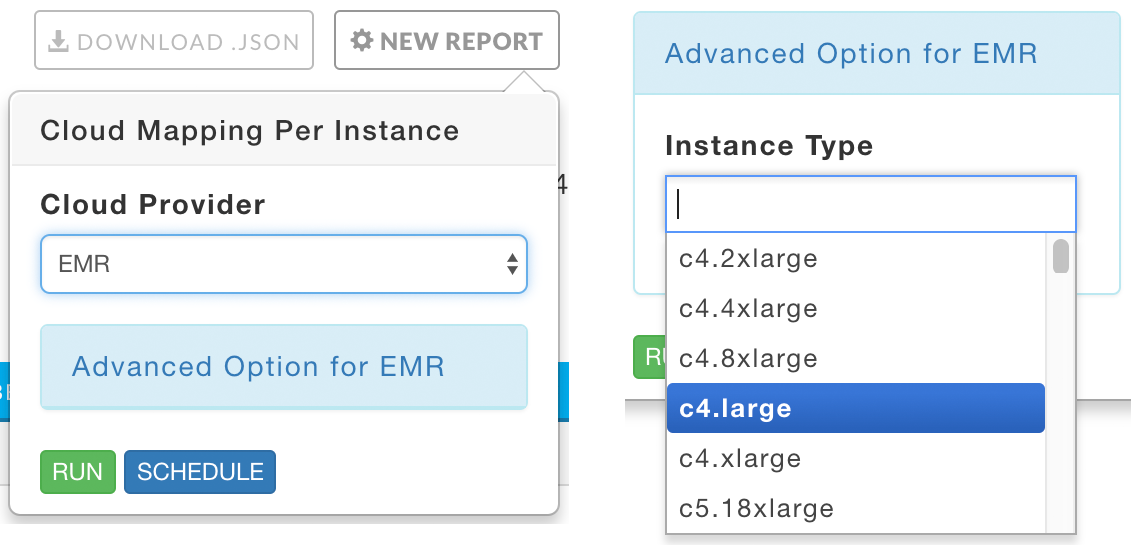 DOWNLOAD .JSON
NEW REPORT
Cloud Mapping Per Instance
Cloud Provider
EMR
Advanced Option for EMR
RUN
SCHEDULE
4
Advanced Option for EMR
Instance Type
c4.2xlarge
c4.4xlarge
c4.8xlarge
c4.large
c4.xlarge
c5.18xlarge